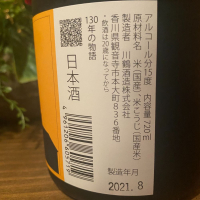 アルコール分15度 内容量720ml
原材料名 米(国産)、米こうじ(国産米)
製造者 川鶴酒造株式会社
香川県観音寺市本大町836番地
・飲酒は20歳になってから
130年の物語
日本酒
製造年月
2021. 8